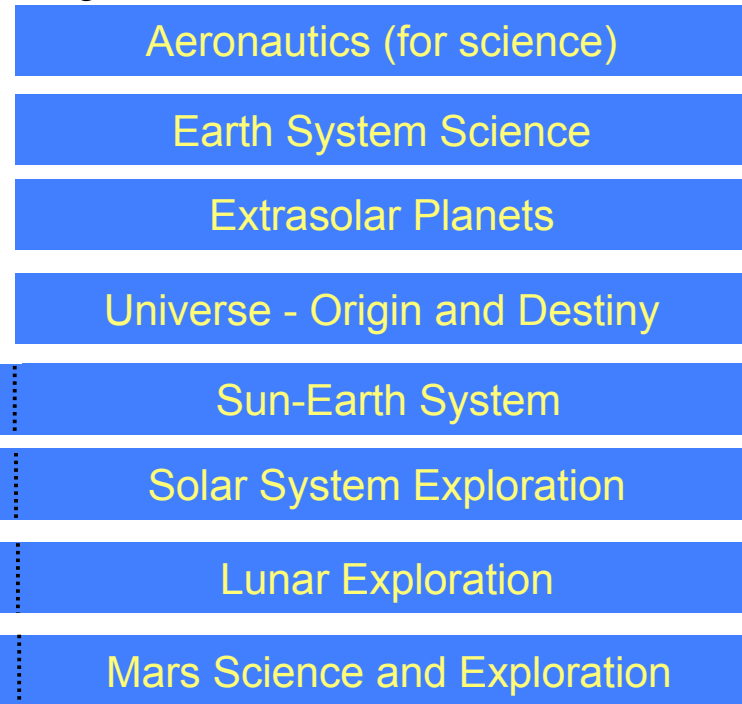 Aeronautics (for science)
Earth System Science
Extrasolar Planets
Universe - Origin and Destiny
Sun-Earth System
Solar System Exploration
Lunar Exploration
Mars Science and Exploration